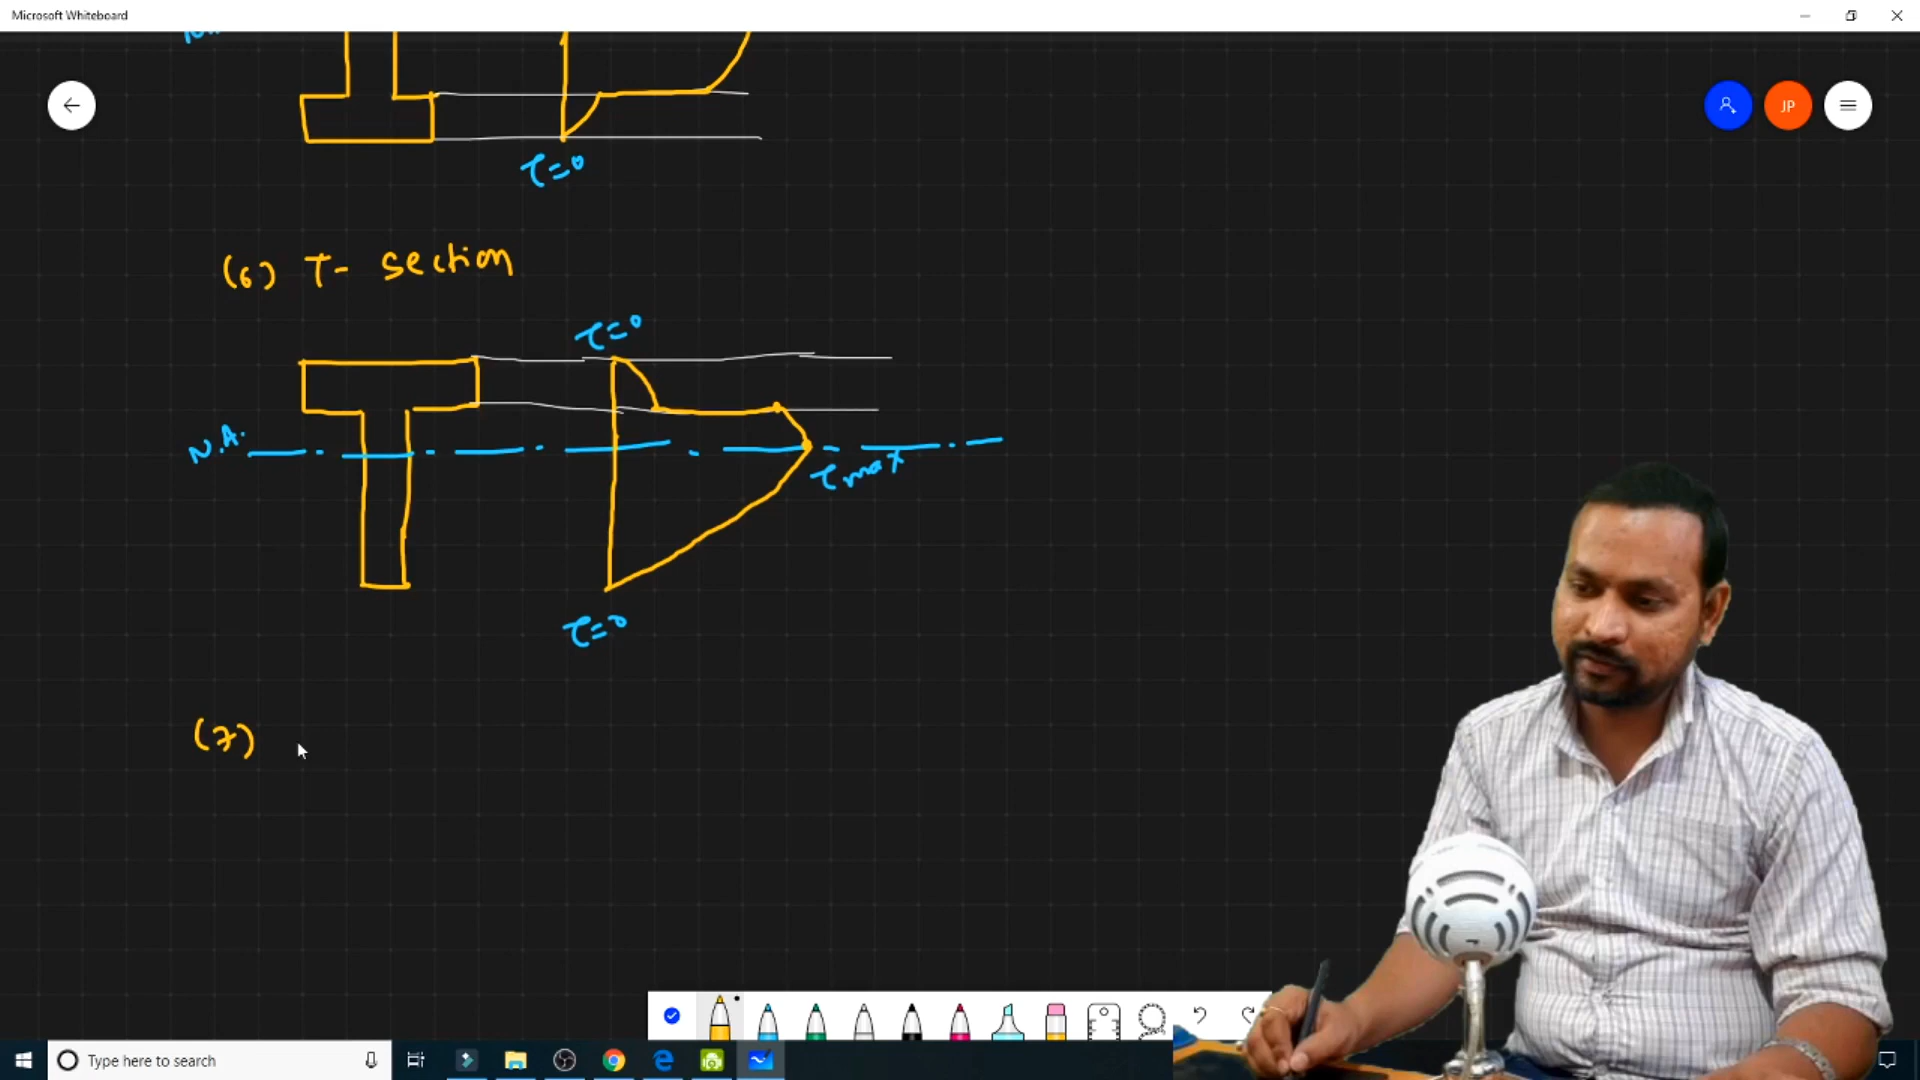 Microsoft Whiteboard
JP
τ=0
(6) T- section
τ=0
N.A.
τmax
τ=0
(7)
Type here to search